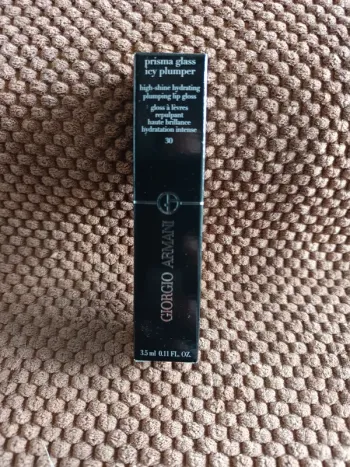 prisma glass
icy plumper
high-shine hydrating
plumping lip gloss
gloss à lèvres
repulpant
haute brillance
hydratation intense
30
GIORGIO ARMANI
3.5 ml 0.11 FL. OZ.